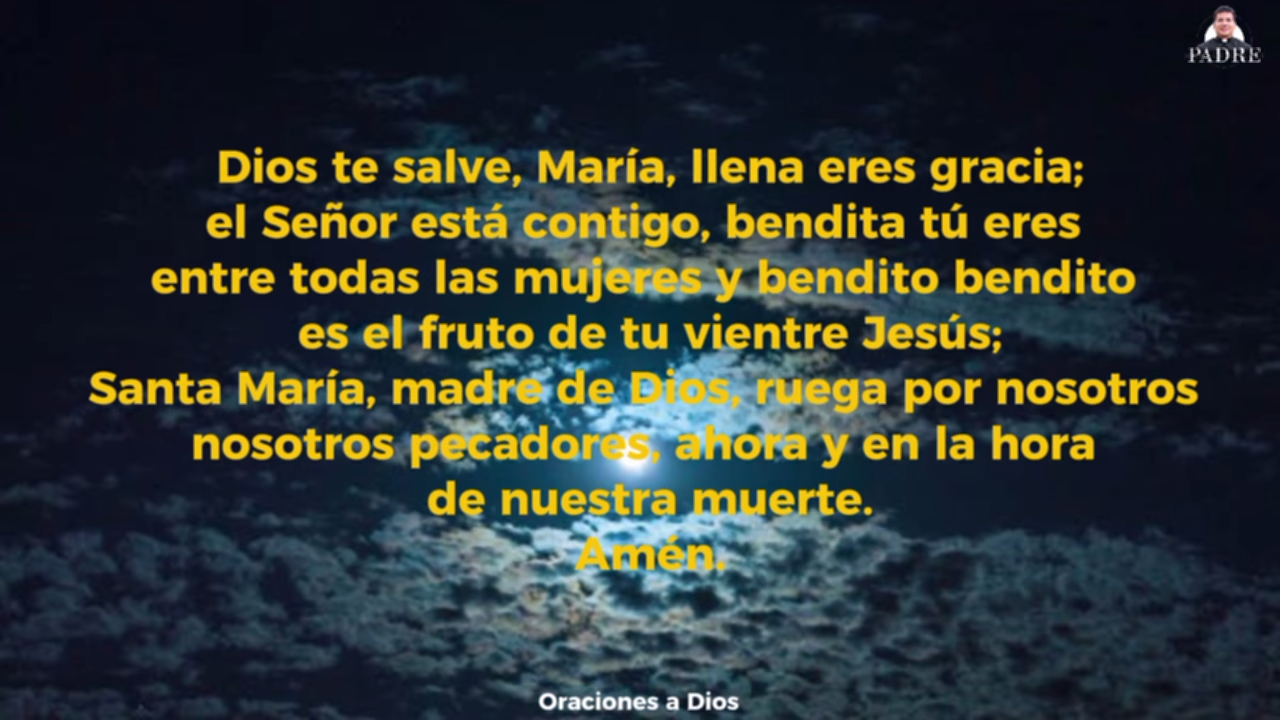 PADRE
Dios te salve, María, llena eres gracia;
el Señor está contigo, bendita tú eres
entre todas las mujeres y bendito bendito
es el fruto de tu vientre Jesús;
Santa María, madre de Dios, ruega por nosotros
nosotros pecadores, ahora y en la hora
de nuestra muerte.
Amén.
Oraciones a Dios